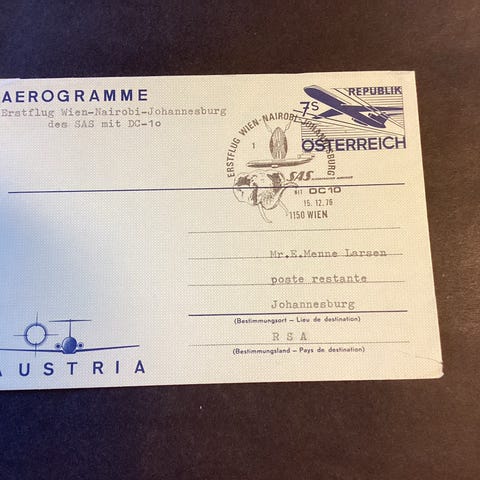 AEROGRAMME
Erstflug Wien-Nairobi-Johannesburg
des SAS mit DC-10
REPUBLIK
7S
ÖSTERREICH
ERSTFLUG WIEN-NAIROBI-JOHANNESBURG
1
SAS
MIT DC10
15.12.76
1150 WIEN
Mr.E.Menne Larsen
poste restante
Johannesburg
(Bestimmungsort – Lieu de destination)
R S A
(Bestimmungsland – Pays de destination)
AUSTRIA